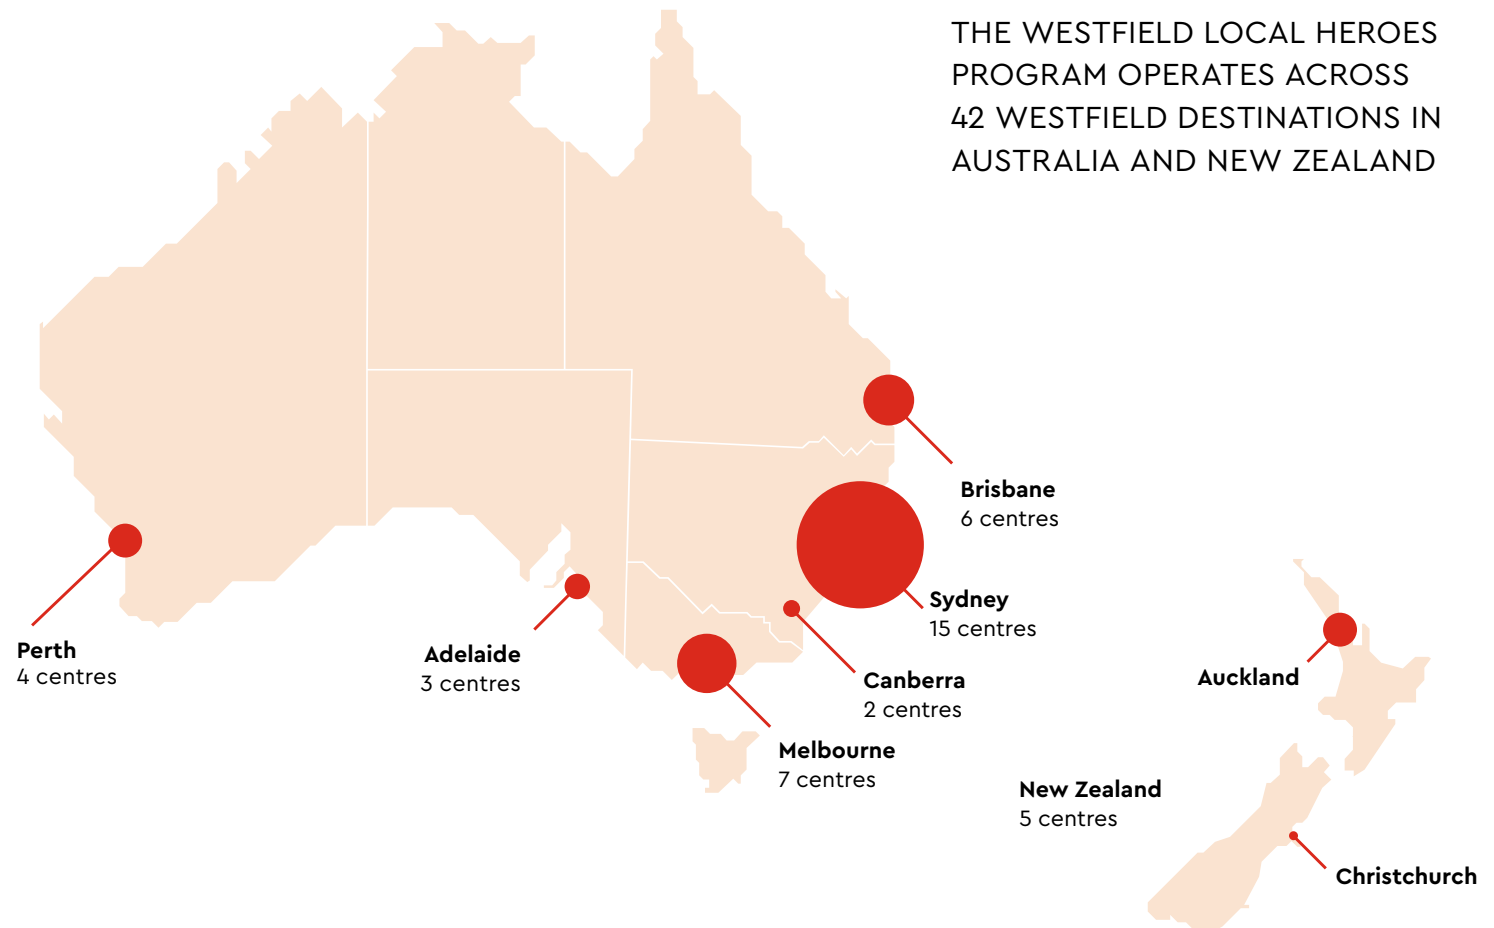 THE WESTFIELD LOCAL HEROES
PROGRAM OPERATES ACROSS
42 WESTFIELD DESTINATIONS IN
AUSTRALIA AND NEW ZEALAND
Brisbane
6 centres
Sydney
15 centres
Perth
4 centres
Adelaide
3 centres
Canberra
2 centres
Melbourne
7 centres
Auckland
New Zealand
5 centres
Christchurch